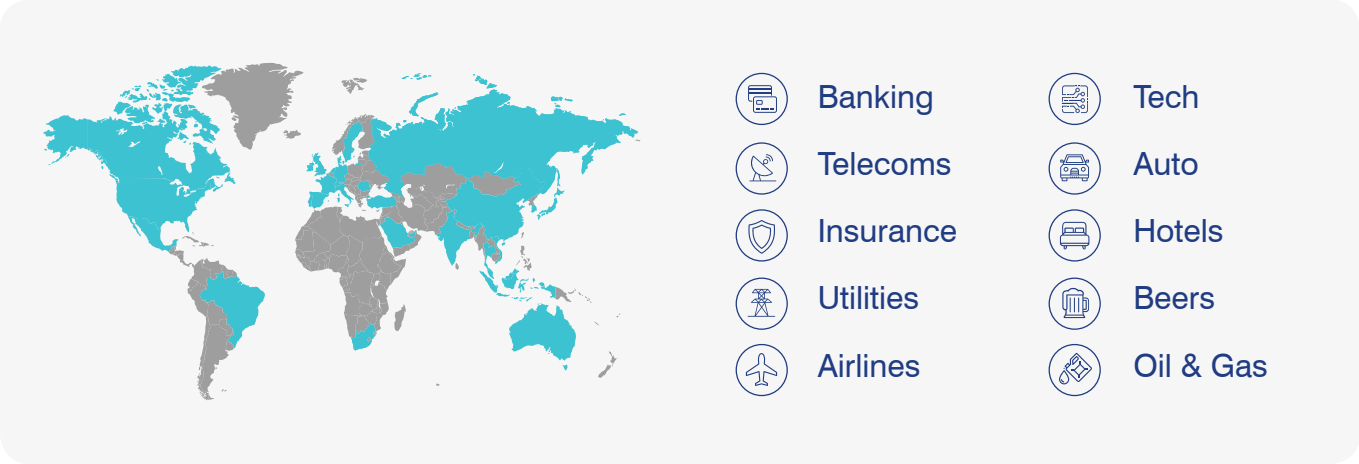 Banking
Telecoms
Insurance
Utilities
Airlines
Tech
Auto
Hotels
Beers
Oil & Gas